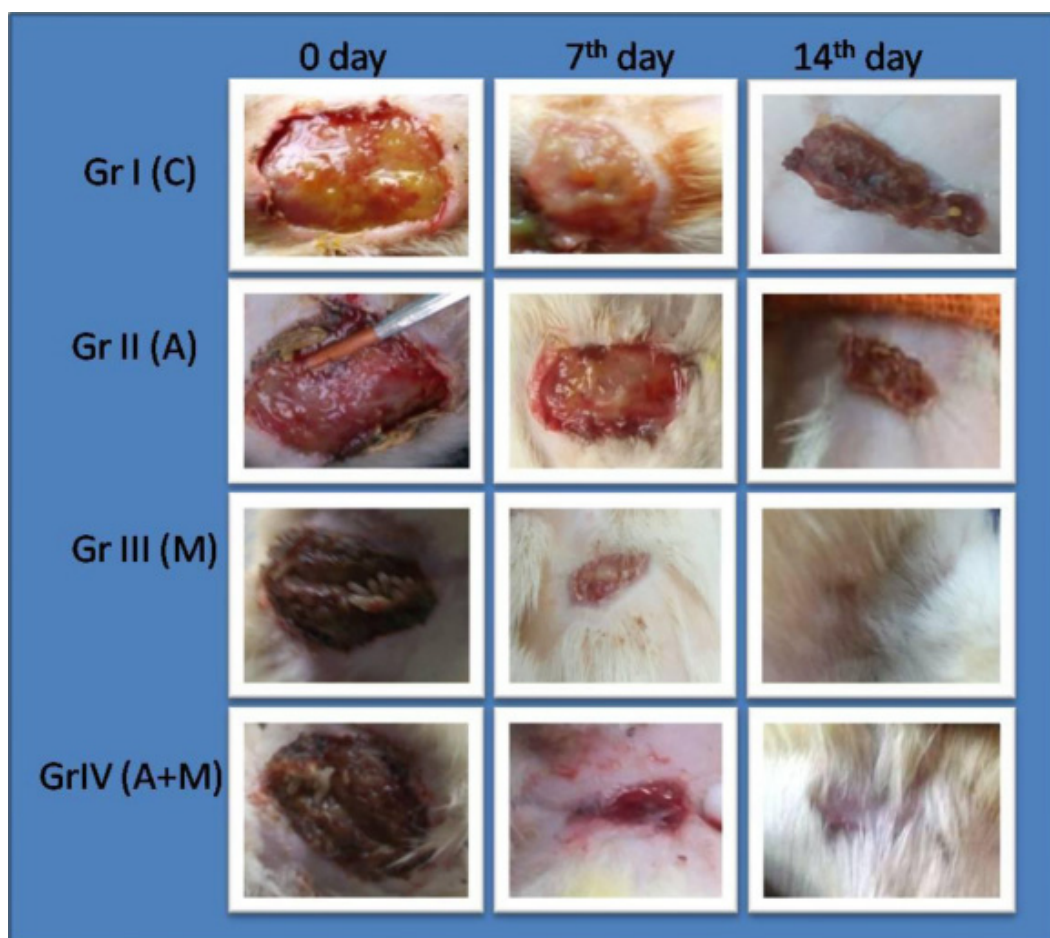 0 day 7th day 14th day
Gr I (C)
Gr II (A)
Gr III (M)
GrIV (A+M)